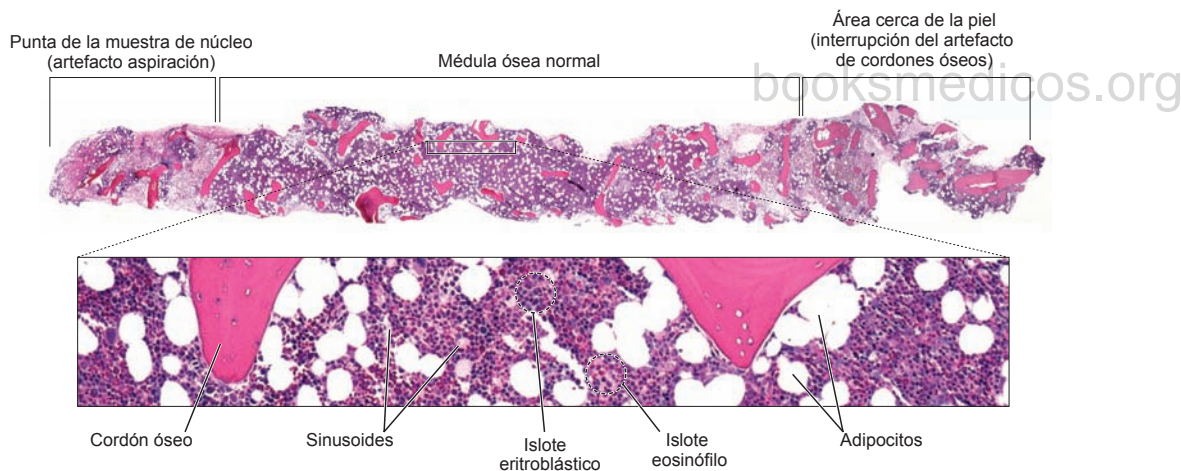 Punta de la muestra de núcleo
(artefacto aspiración)
Médula ósea normal
Área cerca de la piel
(interrupción del artefacto
de cordones óseos)
booksmedicos.org
Cordón óseo
Sinusoides
Islote
eritroblástico
Islote
eosinófilo
Adipocitos